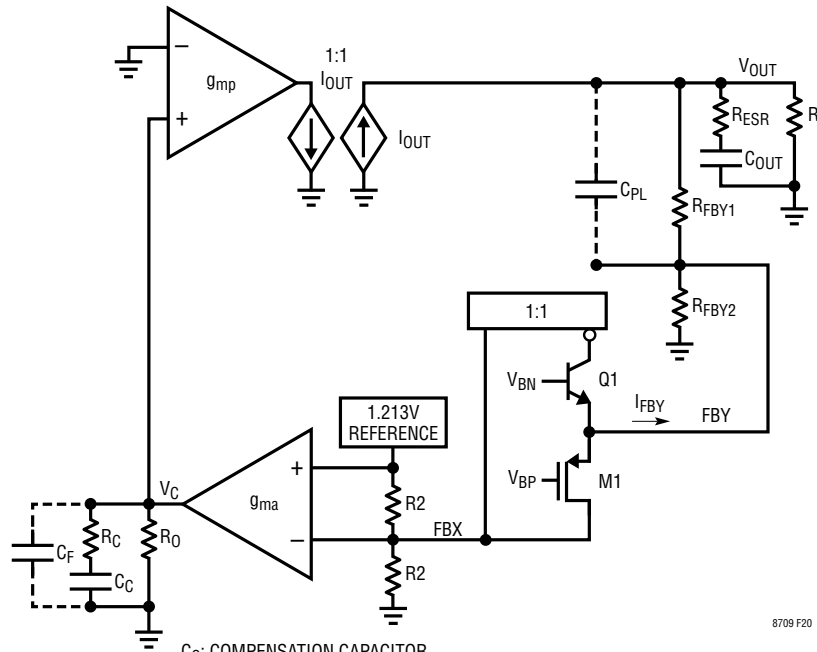 1:1
IOUT
gmp
−
+
IOUT
VOUT
RESR
R
COUT
CPL
RFBY1
RFBY2
1:1
VBN
Q1
IFBY
FBY
1.213V
REFERENCE
VBP
M1
VC
gma
+
−
R2
FBX
R2
CF
RC
RO
CC
8709 F20
CC: COMPENSATION CAPACITOR